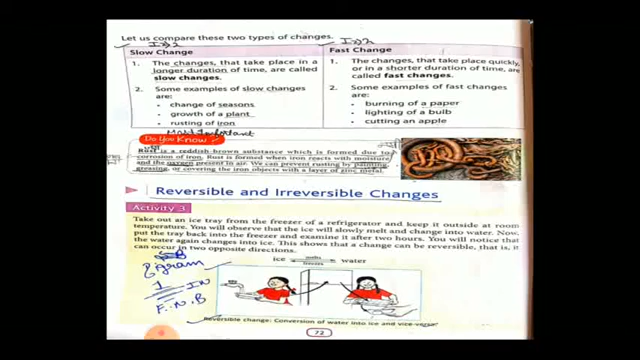 Let us compare these two types of changes.
Slow Change
1. The changes, that take place in a
longer duration of time, are called
slow changes.
2. Some examples of slow changes
are:
change of seasons
growth of a plant
rusting of iron
Fast Change
1. The changes, that take place quickly,
or in a shorter duration of time, are
called fast changes.
2. Some examples of fast changes
are:
burning of a paper
lighting of a bulb
cutting an apple
Most Important
Do You Know
Rust is a reddish-brown substance which is formed due to
corrosion of iron. Rust is formed when iron reacts with moisture
and the oxygen present in air. We can prevent rusting by painting,
greasing, or covering the iron objects with a layer of zinc metal.
Reversible and Irreversible Changes
Activity 3
Take out an ice tray from the freezer of a refrigerator and keep it outside at room
temperature. You will observe that the ice will slowly melt and change into water. Now,
put the tray back into the freezer and examine it after two hours. You will notice that
the water again changes into ice. This shows that a change can be reversible, that is, it
can occur in two opposite directions.
ice melts freezes water
1 IN
F.N.B
Reversible change: Conversion of water into ice and vice-versa
72